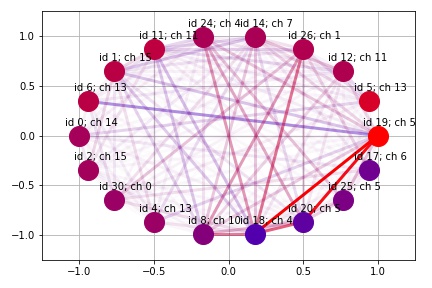 id 24; ch 4
id 14; ch 7
id 11; ch 11
id 26; ch 1
id 1; ch 15
id 12; ch 11
id 6; ch 13
id 5; ch 13
id 0; ch 14
id 19; ch 5
id 2; ch 15
id 17; ch 6
id 30; ch 0
id 25; ch 5
id 4; ch 13
id 8; ch 10
id 18; ch 4
id 20; ch
1.0
0.5
0.0
−0.5
−1.0
−1.0 −0.5 0.0 0.5 1.0